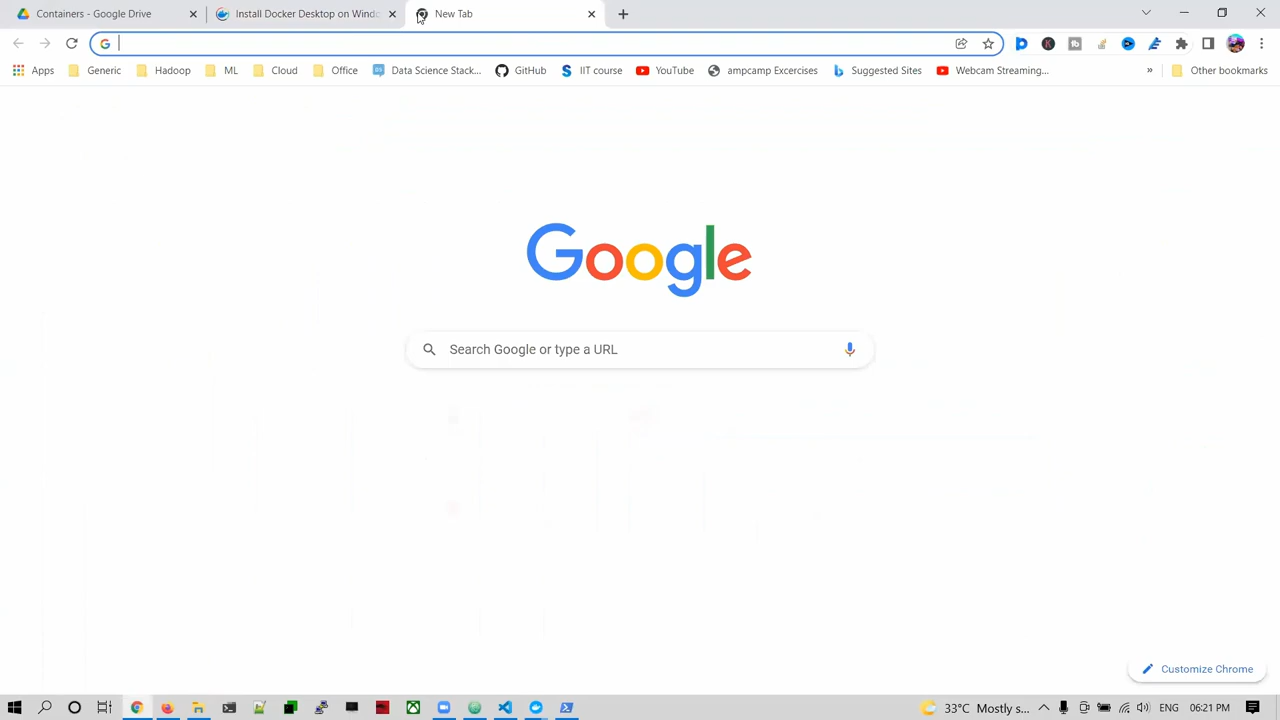 Containers - Google Drive
Install Docker Desktop on Windo
New Tab
Apps
Generic
Hadoop
ML
Cloud
Office
Data Science Stack...
GitHub
IIT course
YouTube
ampcamp Excercises
Suggested Sites
Webcam Streaming...
»
Other bookmarks
Google
Search Google or type a URL
Customize Chrome
33°C Mostly s...
ENG
06:21 PM